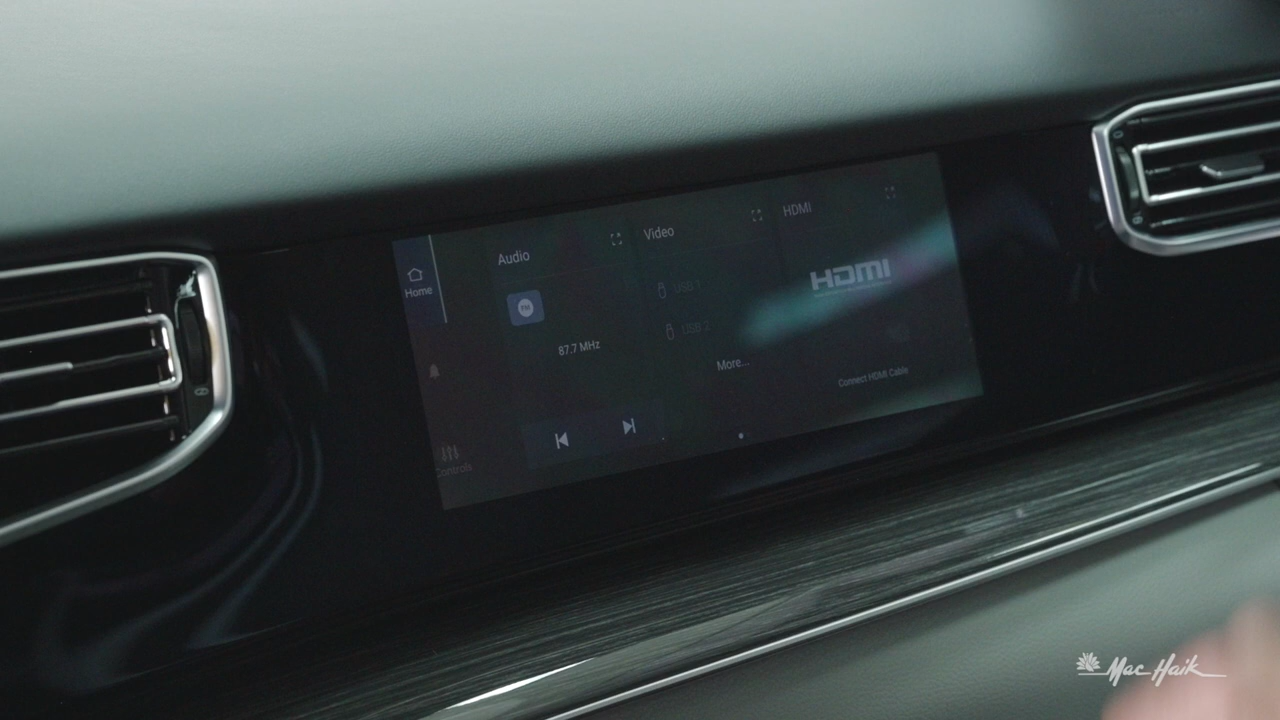 Home
Audio
FM
87.7 MHz
Video
USB 1
USB 2
More...
HDMI
HDMI
Connect HDMI Cable
Controls
Mac Haik